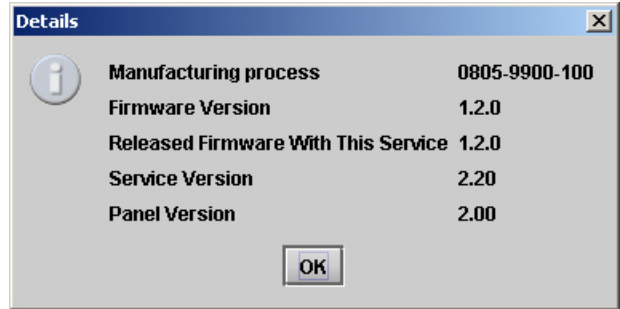 Details
Manufacturing process 0805-9900-100
Firmware Version 1.2.0
Released Firmware With This Service 1.2.0
Service Version 2.20
Panel Version 2.00
OK